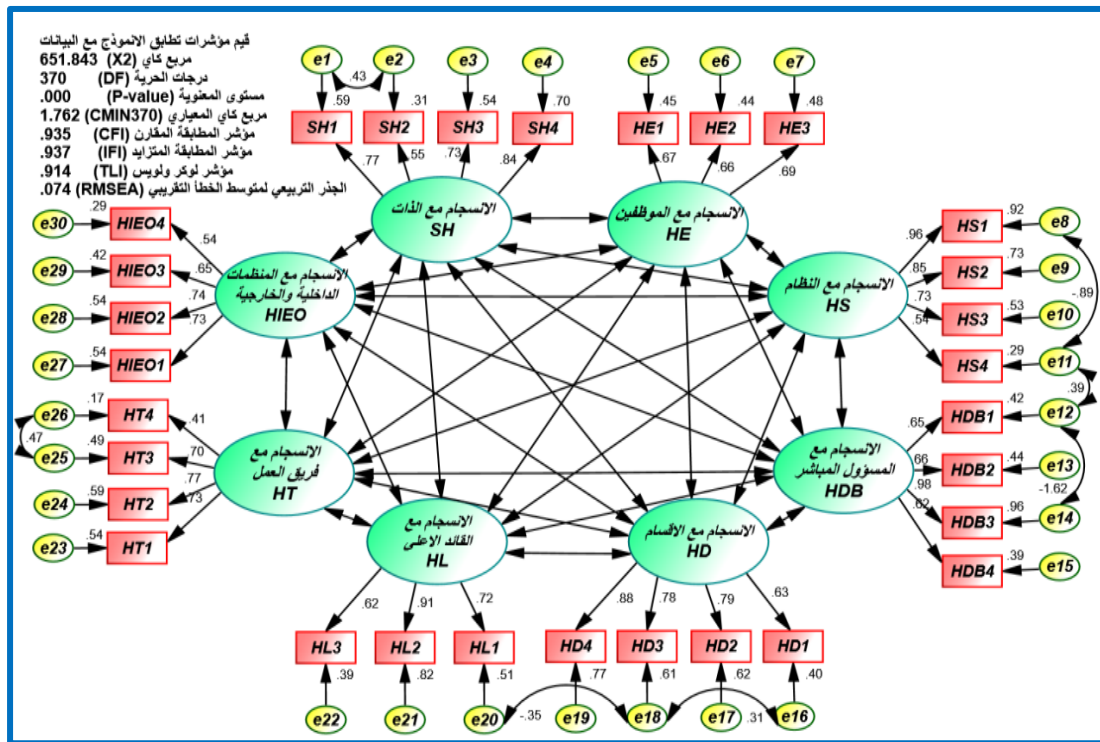 قيم مؤشرات تطابق الانموذج مع البيانات
مربع كاي (X2) 651.843
درجات الحرية (DF) 370
مستوى المعنوية (P-value) .000
مربع كاي المعياري (CMIN370) 1.762
مؤشر المطابقة المقارن (CFI) .935
مؤشر المطابقة المتزايد (IFI) .937
مؤشر لوكر ولويس (TLI) .914
الجذر التربيعي لمتوسط الخطأ التقريبي (RMSEA) .074
e1 e2 e3 e4 e5 e6 e7
.43
.59 .31 .54 .70 .45 .44 .48
SH1 SH2 SH3 SH4 HE1 HE2 HE3
.77 .55 .73 .84 .67 .66 .69
الانسجام مع الذات
SH
الانسجام مع الموظفين
HE
e30 .29 HIEO4 .54
e29 .42 HIEO3 .65
e28 .54 HIEO2 .74
e27 .54 HIEO1 .73
الانسجام مع المنظمات
الداخلية والخارجية
HIEO
الانسجام مع النظام
HS
.96 HS1 .92 e8
.85 HS2 .73 e9
.73 HS3 .53 e10
.54 HS4 .29 e11
-.89
.39
e26 .17 HT4 .41
e25 .49 HT3 .70
e24 .59 HT2 .77
e23 .54 HT1 .73
.47
الانسجام مع
فريق العمل
HT
الانسجام مع
المسؤول المباشر
HDB
.65 HDB1 .42 e12
.66 HDB2 .44 e13
.98 HDB3 .96 e14
.62 HDB4 .39 e15
-1.62
الانسجام مع
القائد الاعلى
HL
الانسجام مع الاقسام
HD
.62 .91 .72 .88 .78 .79 .63
HL3 HL2 HL1 HD4 HD3 HD2 HD1
.39 .82 .51 .77 .61 .62 .40
e22 e21 e20 e19 e18 e17 e16
-.35 .31